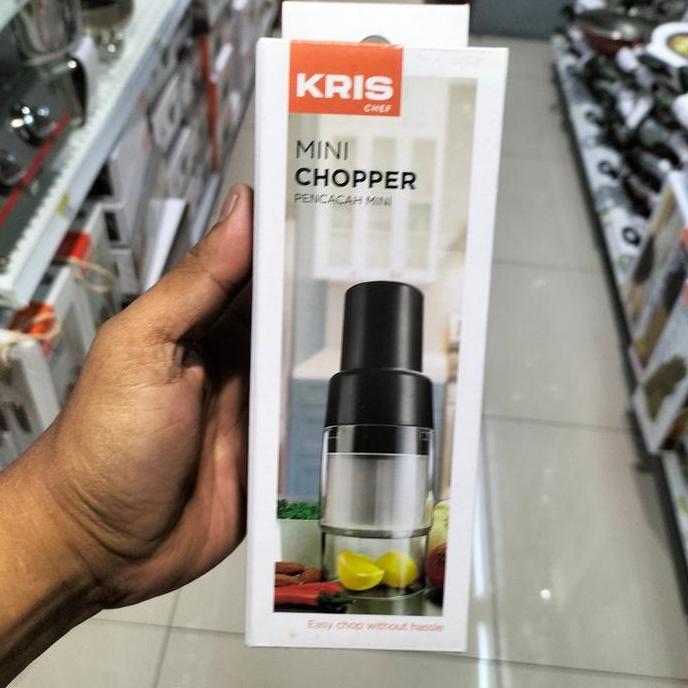 KRIS
CHEF
MINI
CHOPPER
PENCACAH MINI
Easy chop without hassle